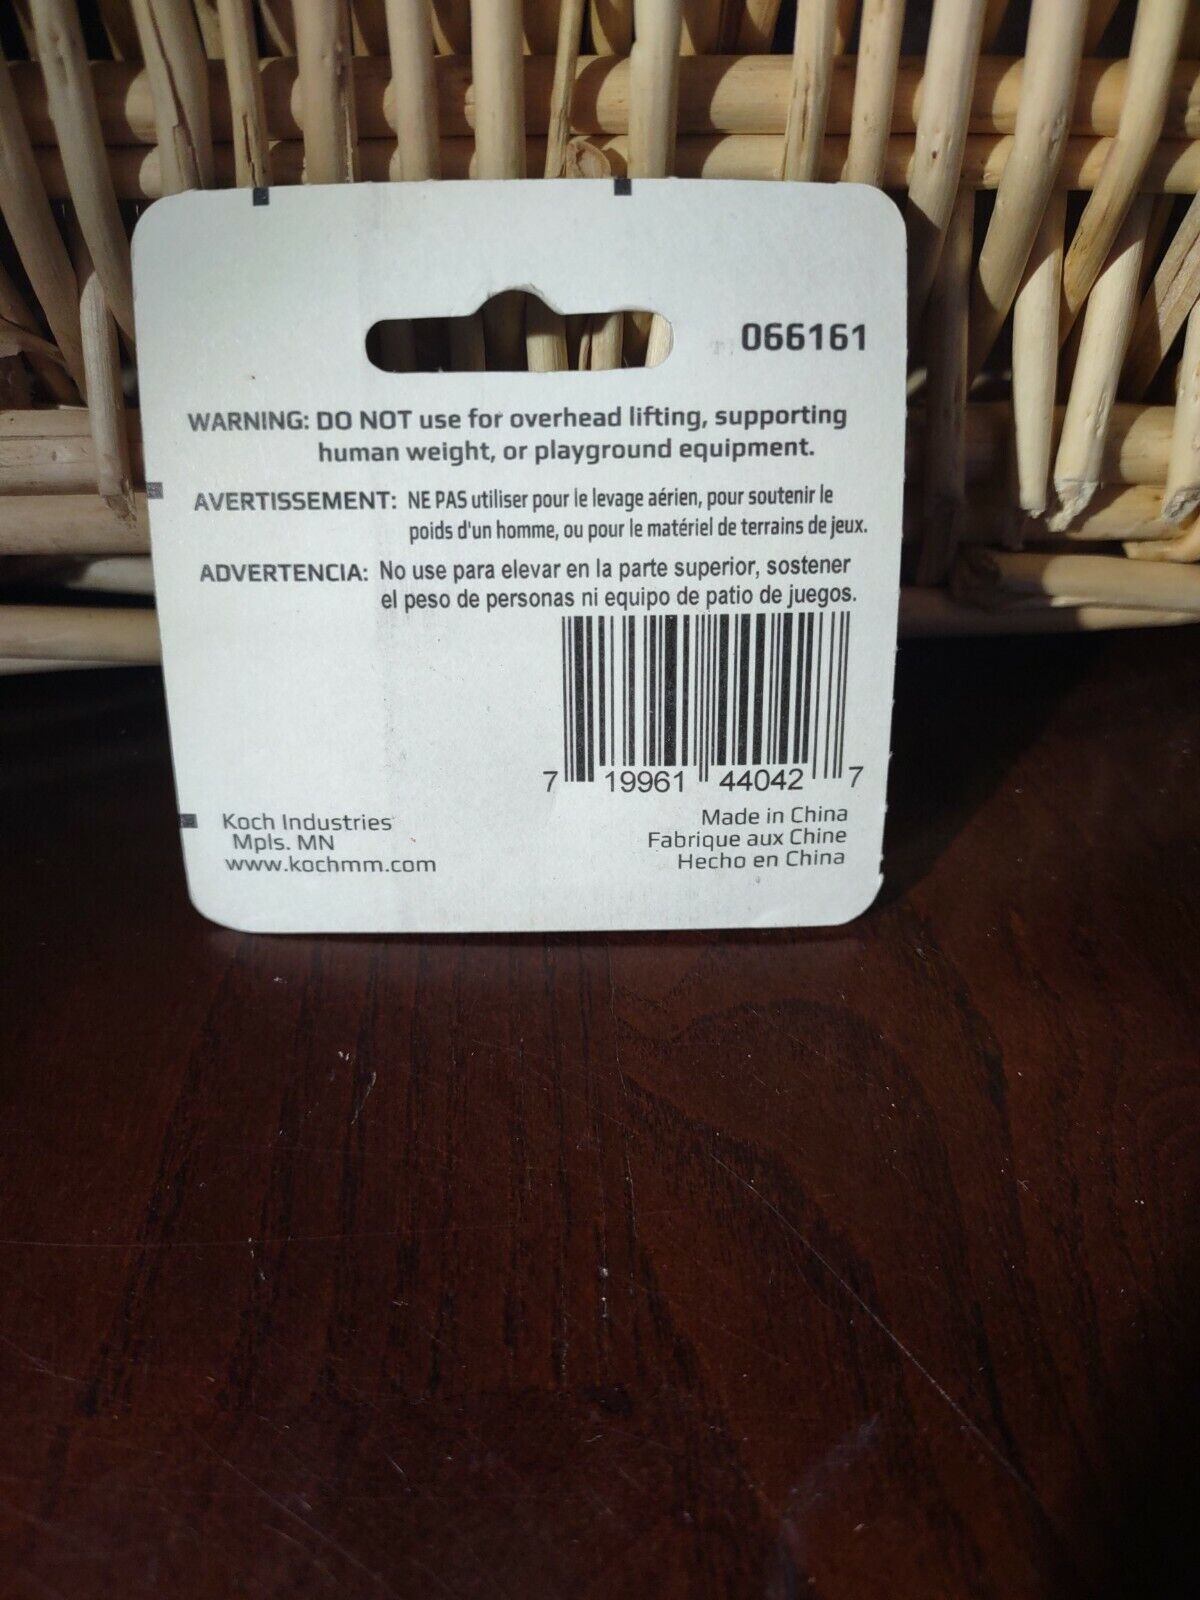 066161
WARNING: DO NOT use for overhead lifting, supporting
human weight, or playground equipment.
AVERTISSEMENT: NE PAS utiliser pour le levage aérien, pour soutenir le
poids d'un homme, ou pour le matériel de terrains de jeux.
ADVERTENCIA: No use para elevar en la parte superior, sostener
el peso de personas ni equipo de patio de juegos.
7 19961 44042 7
Koch Industries
Mpls. MN
www.kochmm.com
Made in China
Fabrique aux Chine
Hecho en China